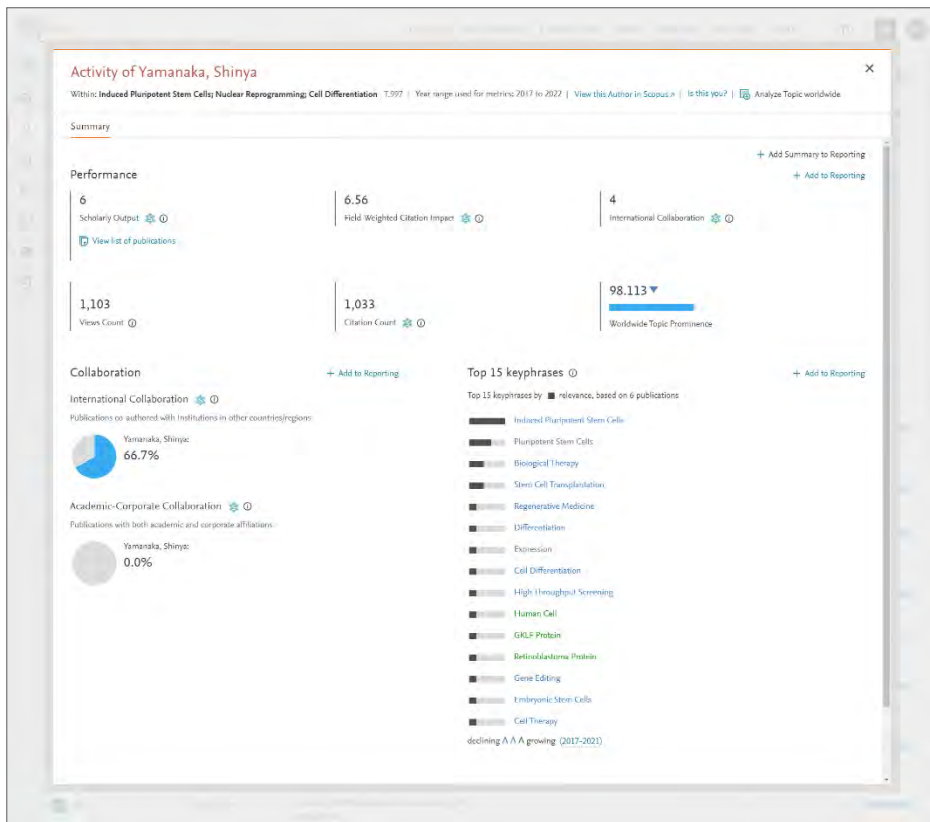 Activity of Yamanaka, Shinya
Within: Induced Pluripotent Stem Cells; Nuclear Reprogramming; Cell Differentiation T.997 | Year range used for metrics: 2017 to 2022 | View this Author in Scopus | Is this you? | Analyze Topic worldwide
Summary
+ Add Summary to Reporting
Performance
+ Add to Reporting
6
Scholarly Output
View list of publications
6.56
Field-Weighted Citation Impact
4
International Collaboration
1,103
Views Count
1,033
Citation Count
98.113
Worldwide Topic Prominence
Collaboration
+ Add to Reporting
International Collaboration
Publications co-authored with Institutions in other countries/regions
Yamanaka, Shinya:
66.7%
Academic-Corporate Collaboration
Publications with both academic and corporate affiliations
Yamanaka, Shinya:
0.0%
Top 15 keyphrases
+ Add to Reporting
Top 15 keyphrases by relevance, based on 6 publications
Induced Pluripotent Stem Cells
Pluripotent Stem Cells
Biological Therapy
Stem Cell Transplantation
Regenerative Medicine
Differentiation
Expression
Cell Differentiation
High Throughput Screening
Human Cell
GKLF Protein
Retinoblastoma Protein
Gene Editing
Embryonic Stem Cells
Cell Therapy
declining A A A growing (2017-2021)